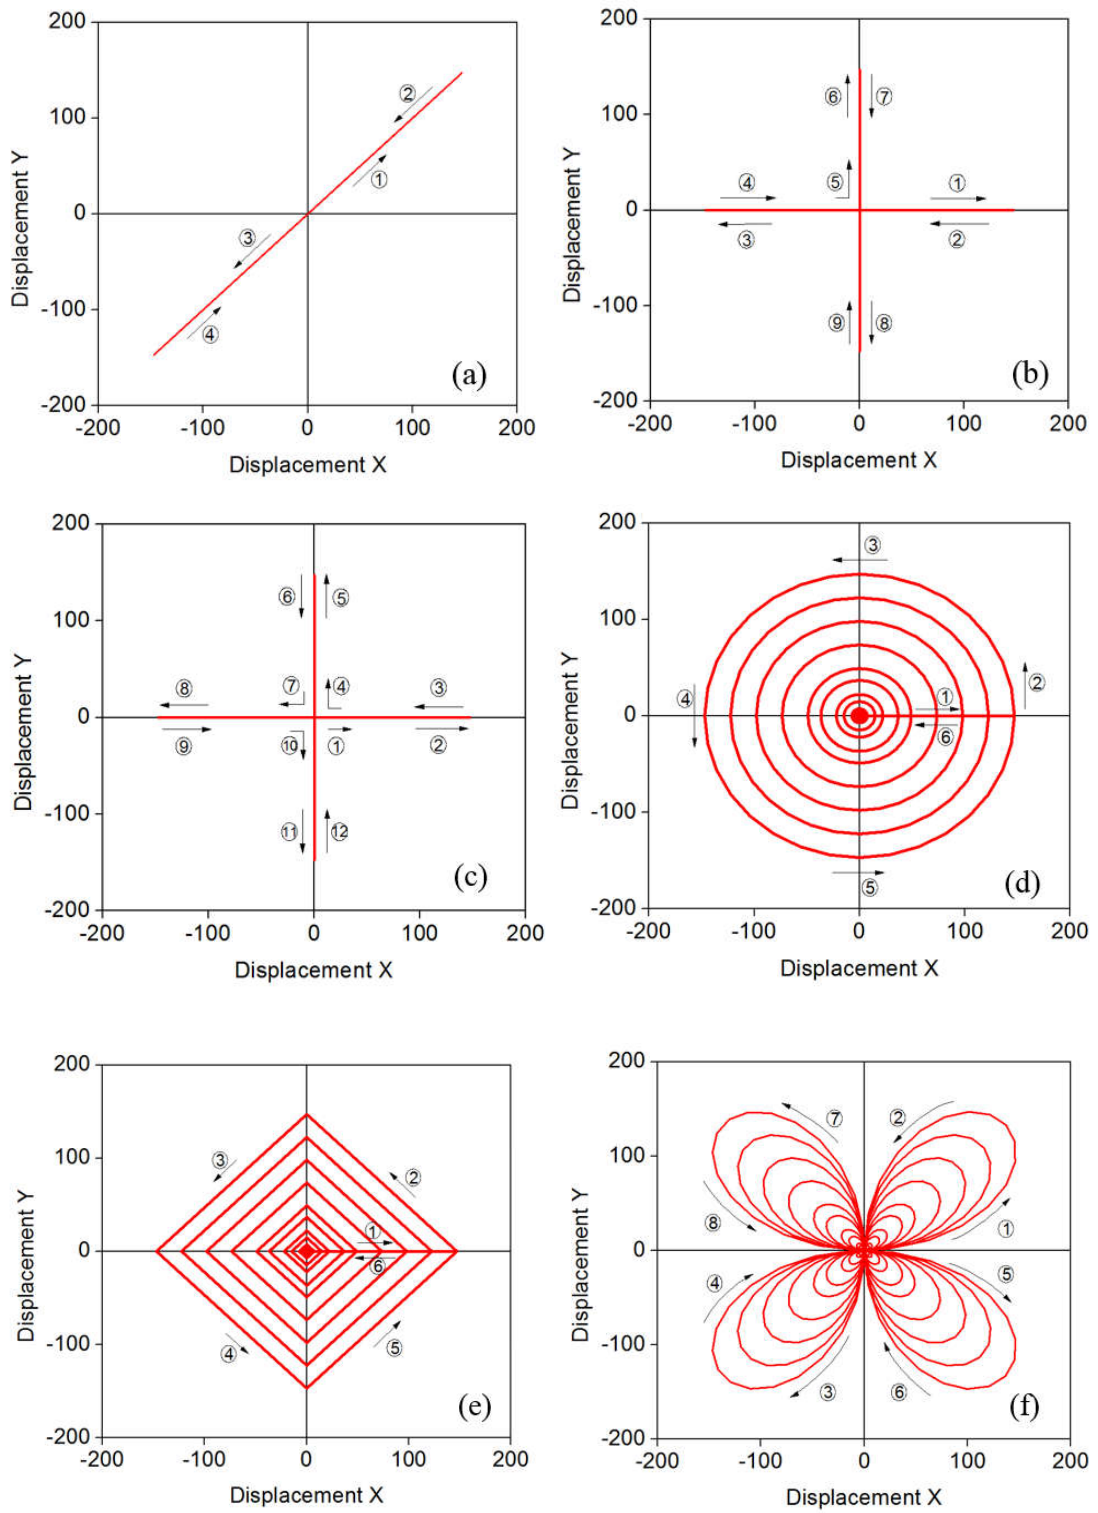 200
100
0
-100
-200
Displacement Y
② ① ③ ④
(a)
-200 -100 0 100 200
Displacement X
200
100
0
-100
-200
Displacement Y
⑥ ⑦
④ ⑤ ①
③ ②
⑨ ⑧
(b)
-200 -100 0 100 200
Displacement X
200
100
0
-100
-200
Displacement Y
⑥ ⑤
⑧ ⑦ ④ ③
⑨ ⑩ ① ②
⑪ ⑫
(c)
-200 -100 0 100 200
Displacement X
200
100
0
-100
-200
Displacement Y
③
④ ① ②
⑥
⑤
(d)
-200 -100 0 100 200
Displacement X
200
100
0
-100
-200
Displacement Y
③ ②
①
⑥
④ ⑤
(e)
-200 -100 0 100 200
Displacement X
200
100
0
-100
-200
Displacement Y
⑦ ②
⑧ ①
④ ⑤
③ ⑥
(f)
-200 -100 0 100 200
Displacement X